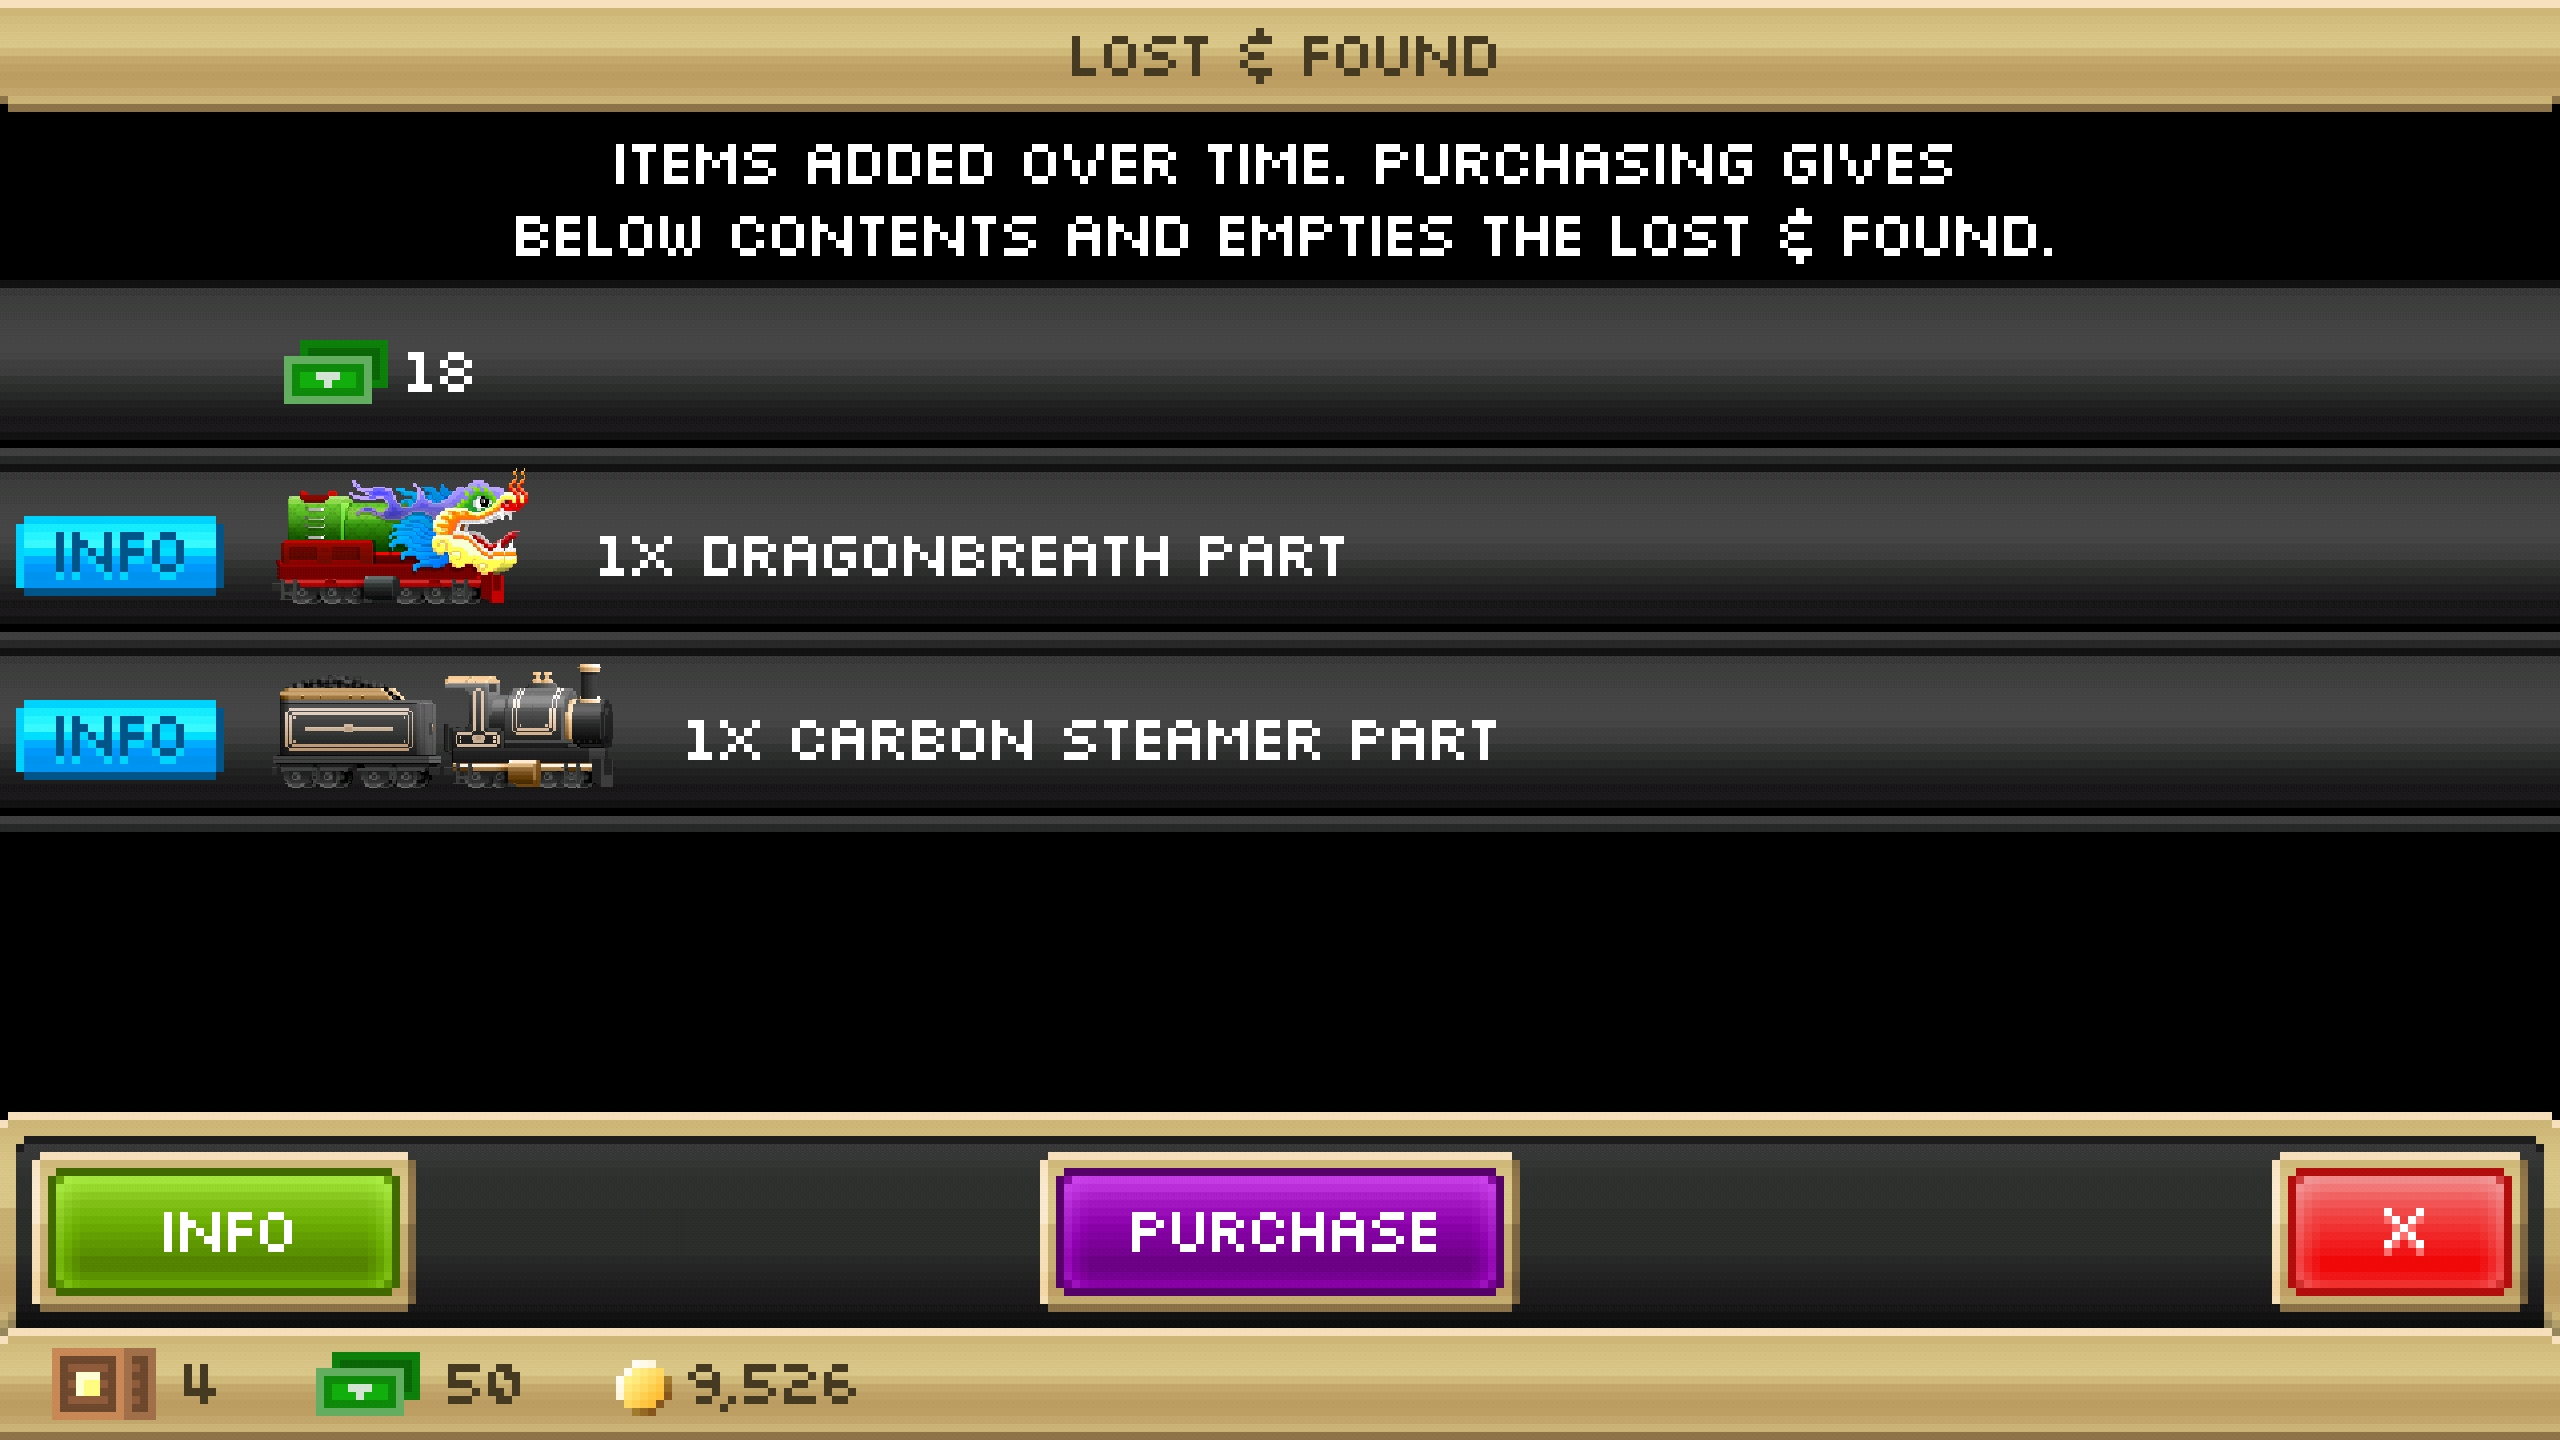 LOST & FOUND
ITEMS ADDED OVER TIME. PURCHASING GIVES
BELOW CONTENTS AND EMPTIES THE LOST & FOUND.
18
INFO 1X DRAGONBREATH PART
INFO 1X CARBON STEAMER PART
INFO PURCHASE X
4 50 9,526